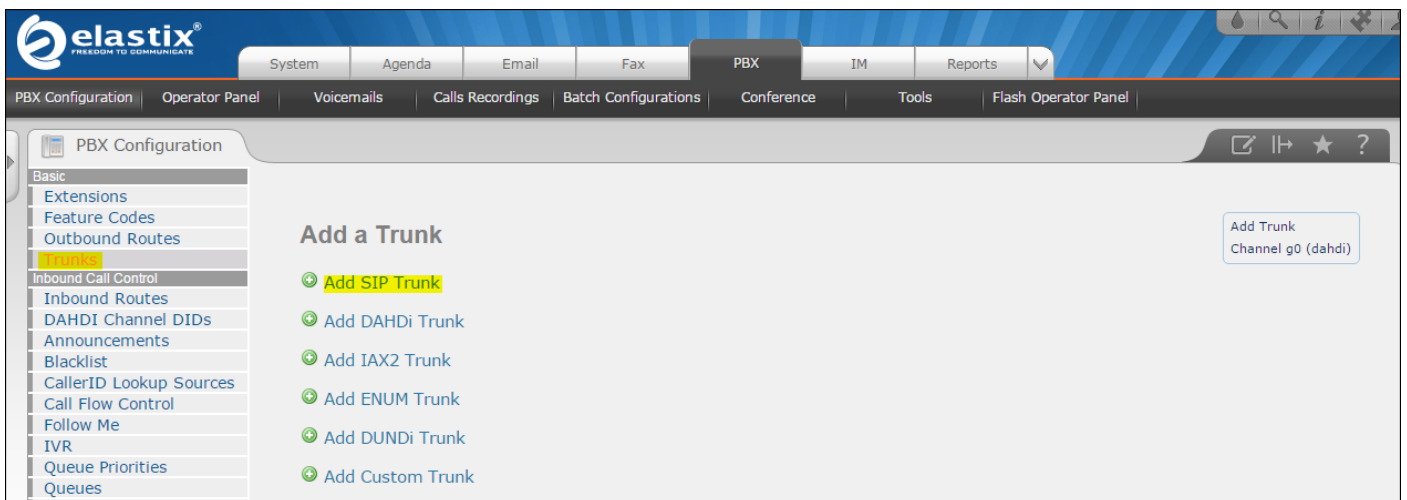 elastix®
FREEDOM TO COMMUNICATE
System Agenda Email Fax PBX IM Reports
PBX Configuration Operator Panel Voicemails Calls Recordings Batch Configurations Conference Tools Flash Operator Panel
PBX Configuration
Basic
Extensions
Feature Codes
Outbound Routes
Trunks
Inbound Call Control
Inbound Routes
DAHDI Channel DIDs
Announcements
Blacklist
CallerID Lookup Sources
Call Flow Control
Follow Me
IVR
Queue Priorities
Queues
Add a Trunk
Add SIP Trunk
Add DAHDi Trunk
Add IAX2 Trunk
Add ENUM Trunk
Add DUNDi Trunk
Add Custom Trunk
Add Trunk
Channel g0 (dahdi)